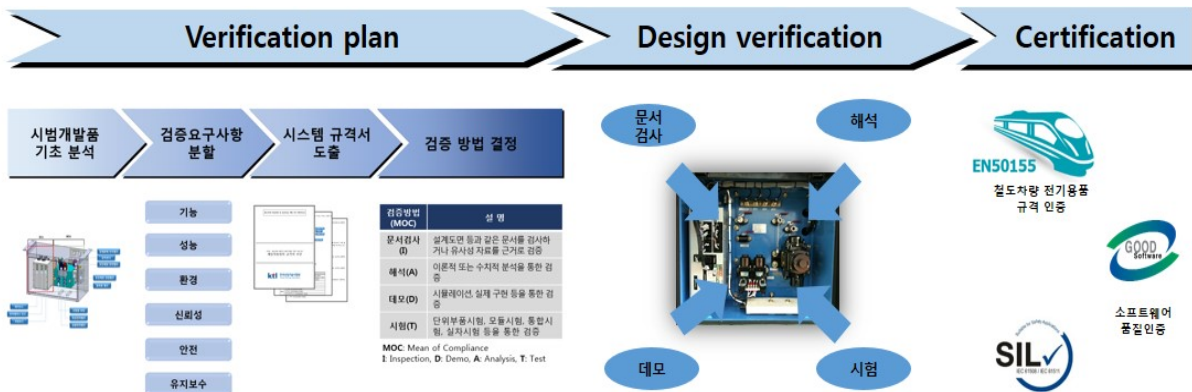 Verification plan
Design verification
Certification
시범개발품
기초 분석
검증요구사항
분할
시스템 규격서
도출
검증 방법 결정
기능
성능
환경
신뢰성
안전
유지보수
kti
검증방법
(MOC)
설 명
문서검사
(I)
설계도면 등과 같은 문서를 검사하
거나 유사성 자료를 근거로 검증
해석(A)
이론적 또는 수치적 분석을 통한 검
증
데모(D)
시뮬레이션, 실제 구현 등을 통한 검
증
시험(T)
단위부품시험, 모듈시험, 통합시
험, 실차시험 등을 통한 검증
MOC: Mean of Compliance
I: Inspection, D: Demo, A: Analysis, T: Test
문서
검사
해석
데모
시험
EN50155
철도차량 전기용품
규격 인증
GOOD
Software
소프트웨어
품질인증
SIL
IEC 61508 / IEC 61511